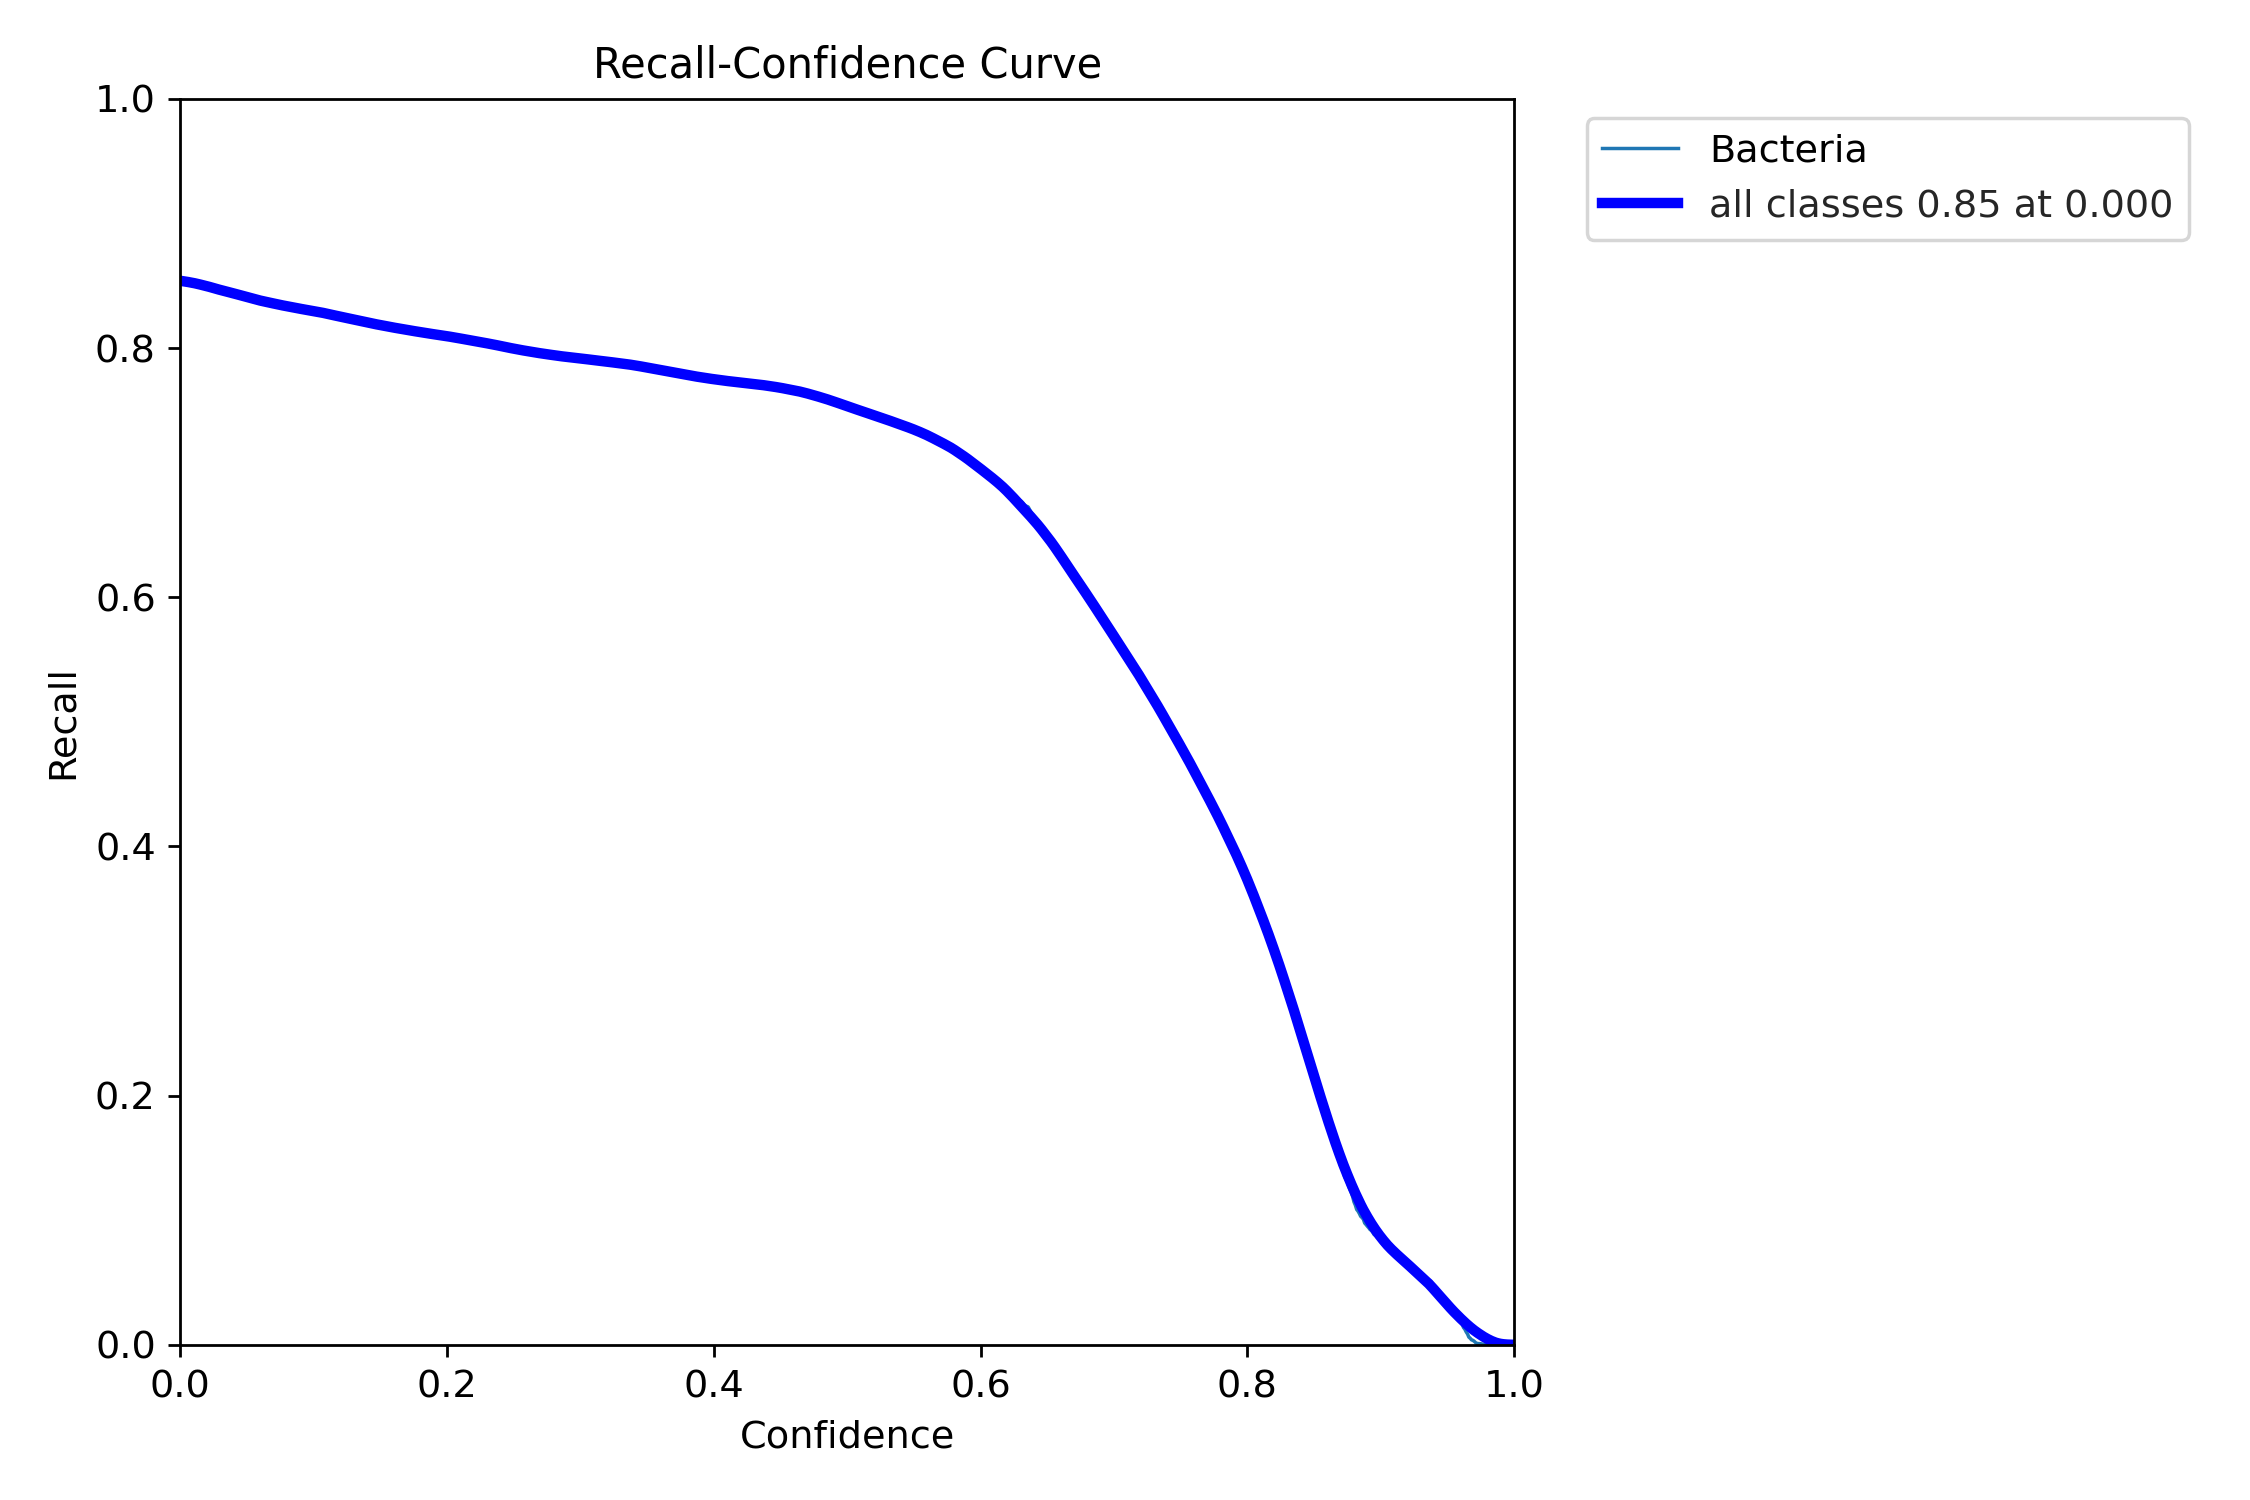 Recall-Confidence Curve
1.0
0.8
0.6
0.4
0.2
0.0
Recall
0.0 0.2 0.4 0.6 0.8 1.0
Confidence
Bacteria
all classes 0.85 at 0.000